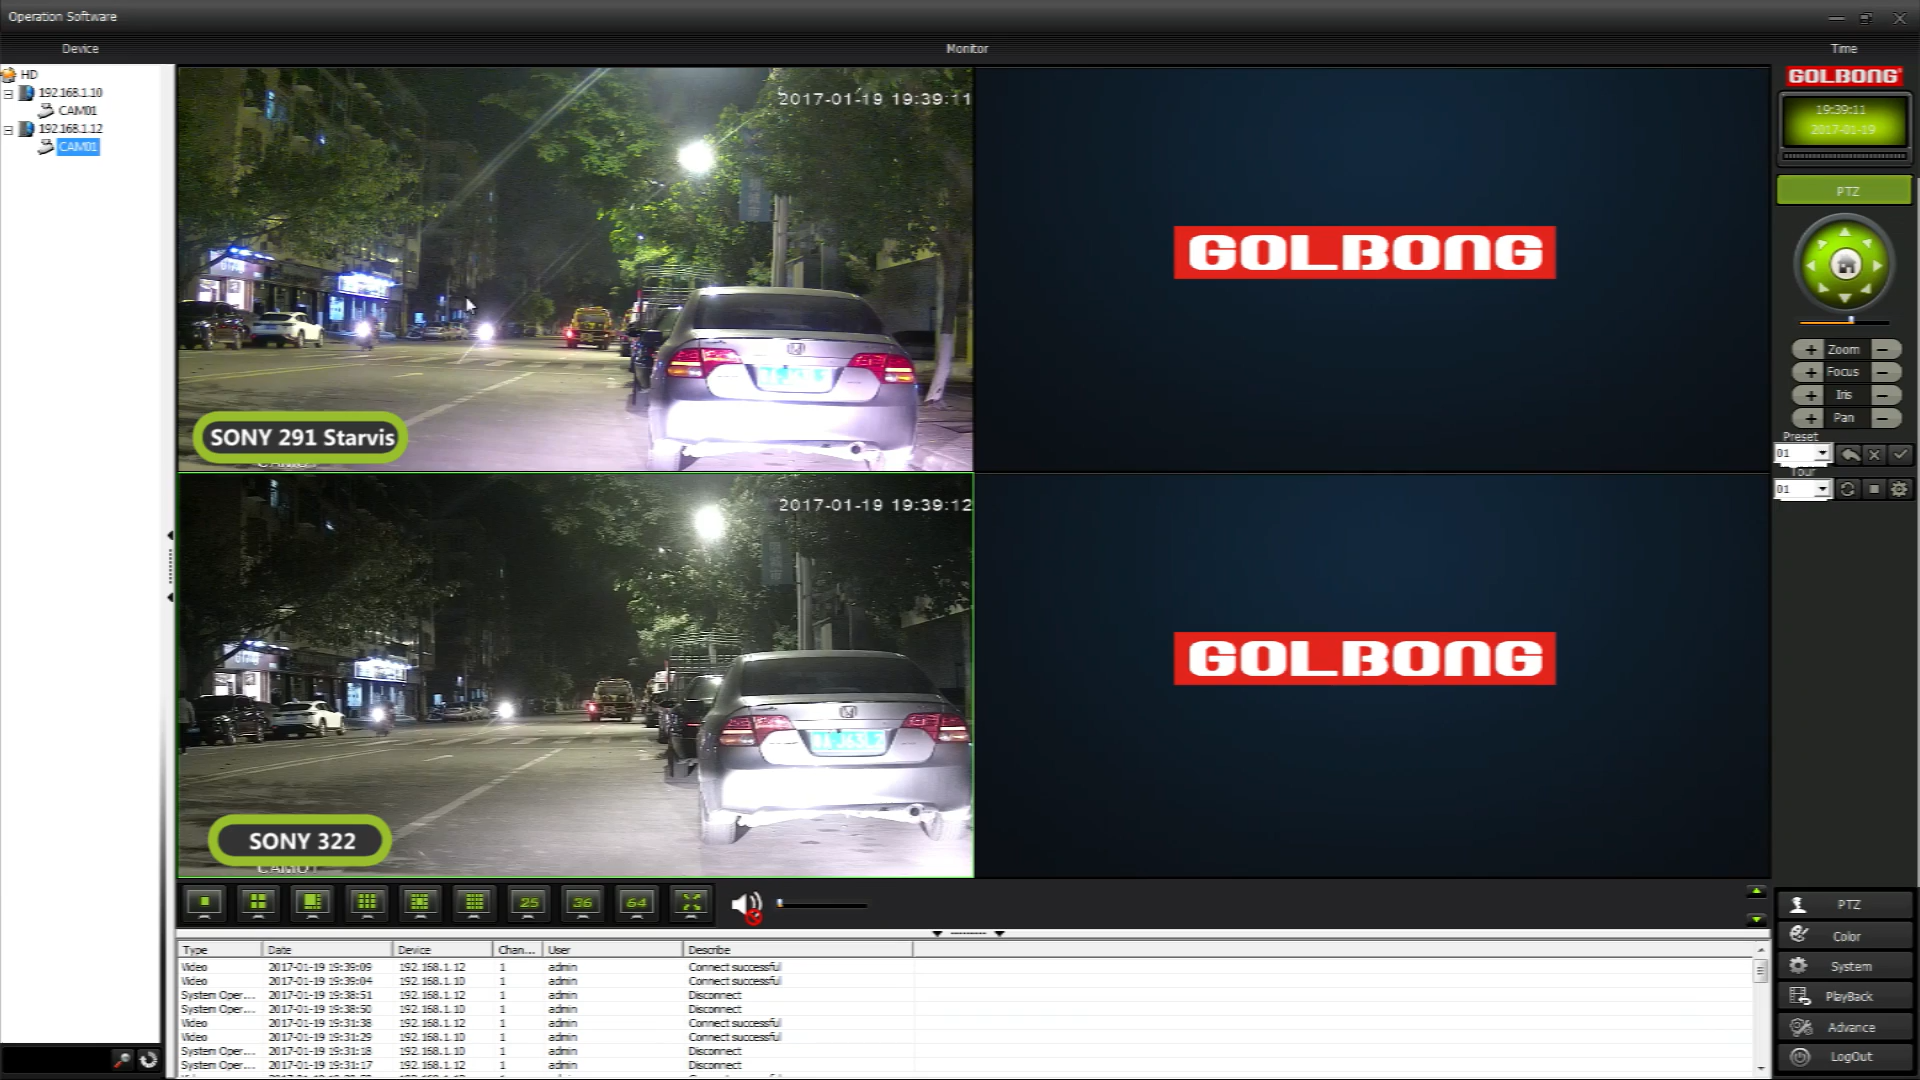 Operation Software
Device
Monitor
Time
HD
192.168.1.10
CAM01
192.168.1.12
CAM01
2017-01-19 19:39:11
SONY 291 Starvis
GOLBONG
2017-01-19 19:39:12
SONY 322
CAM01
GOLBONG
GOLBONG
19:39:11
2017-01-19
PTZ
+ Zoom −
+ Focus −
+ Iris −
+ Pan −
Preset
01
Tour
01
25 36 64
Type Date Device Chan... User Describe
Video 2017-01-19 19:39:09 192.168.1.12 1 admin Connect successful
Video 2017-01-19 19:39:04 192.168.1.10 1 admin Connect successful
System Oper... 2017-01-19 19:38:51 192.168.1.12 1 admin Disconnect
System Oper... 2017-01-19 19:38:50 192.168.1.10 1 admin Disconnect
Video 2017-01-19 19:31:38 192.168.1.12 1 admin Connect successful
Video 2017-01-19 19:31:29 192.168.1.10 1 admin Connect successful
System Oper... 2017-01-19 19:31:18 192.168.1.10 1 admin Disconnect
System Oper... 2017-01-19 19:31:17 192.168.1.12 1 admin Disconnect
PTZ
Color
System
PlayBack
Advance
LogOut